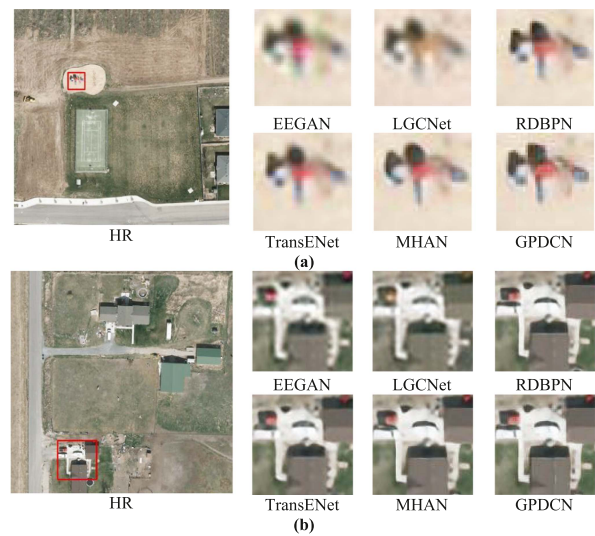 EEGAN LGCNet RDBPN
HR TransENet MHAN GPDCN
(a)
EEGAN LGCNet RDBPN
HR TransENet MHAN GPDCN
(b)